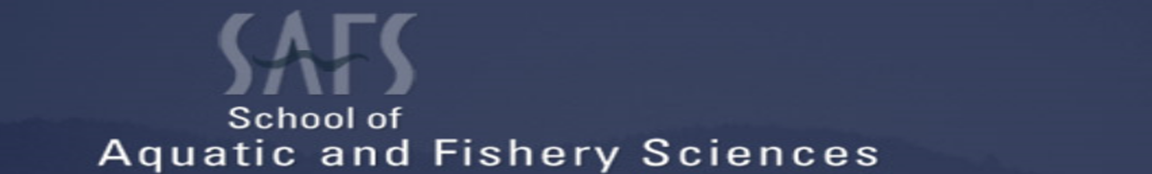 SAFS
School of
Aquatic and Fishery Sciences